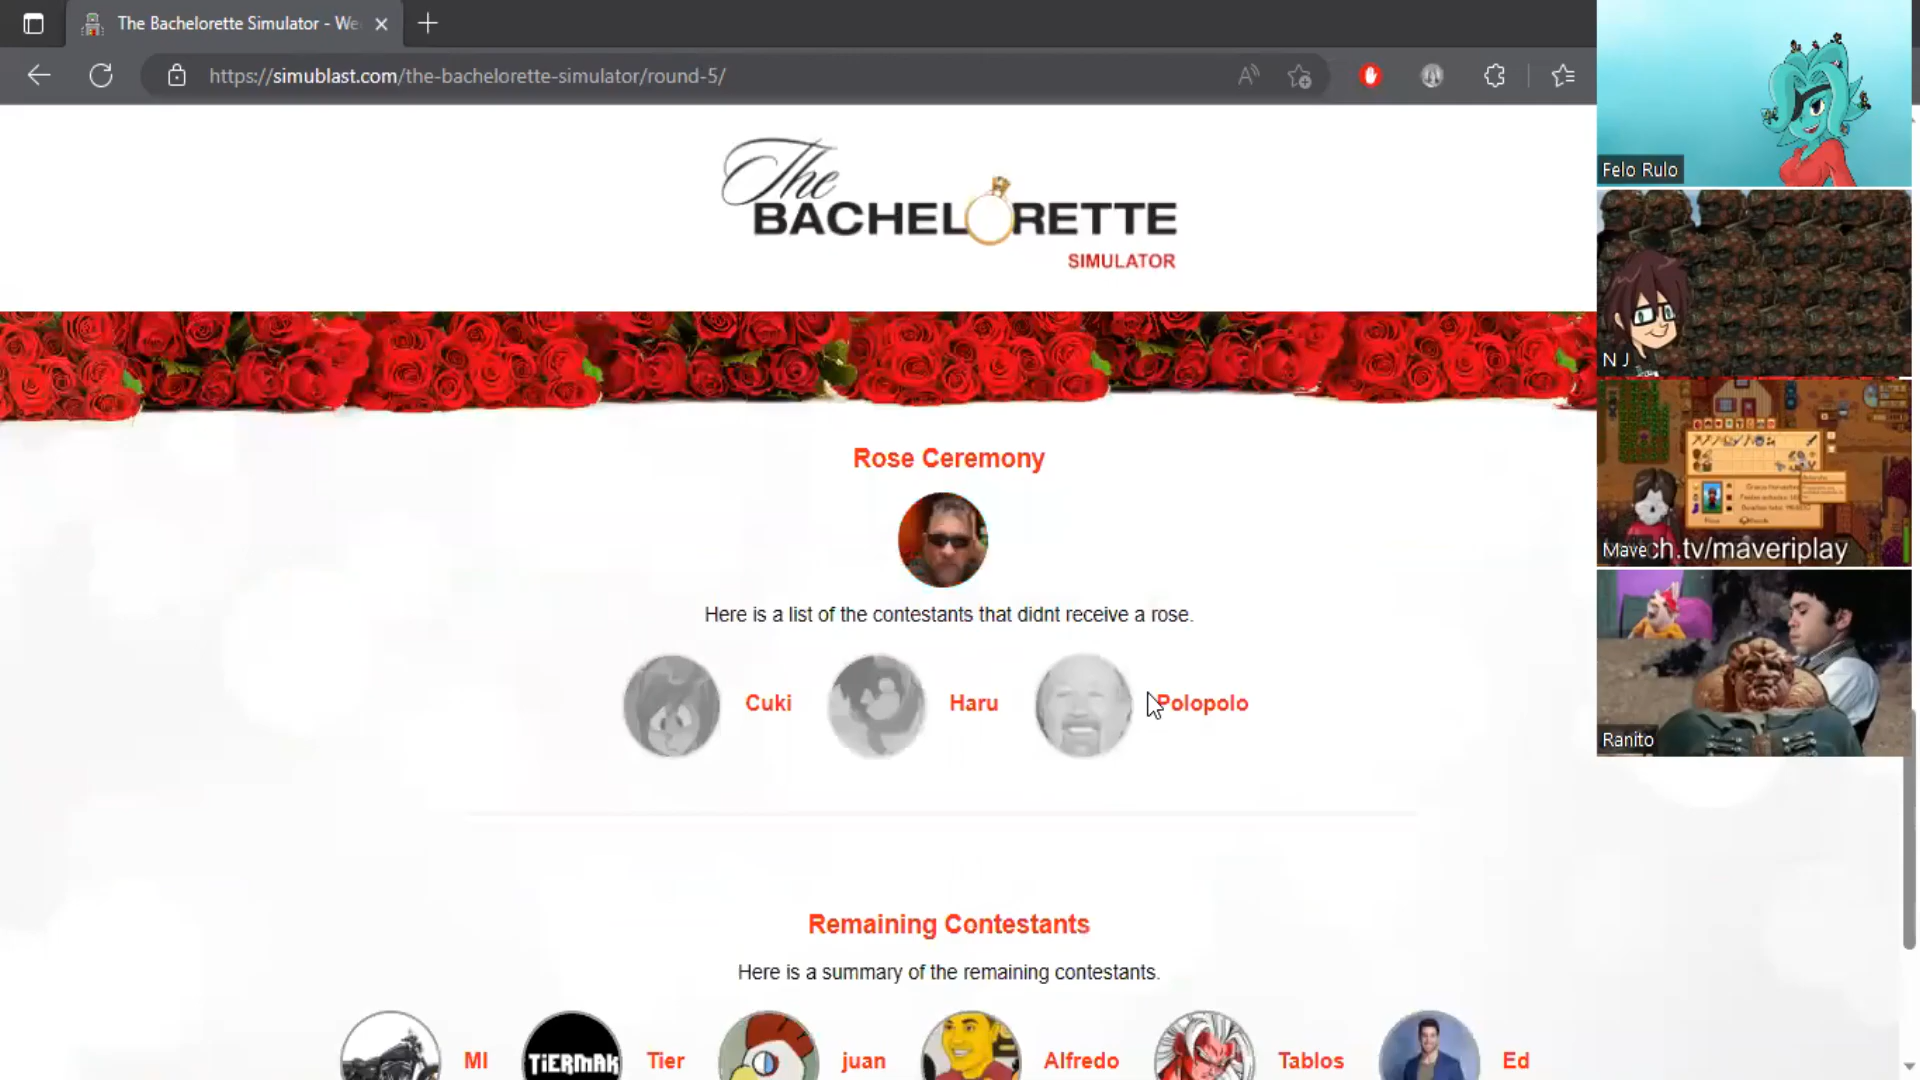 The Bachelorette Simulator - We
https://simublast.com/the-bachelorette-simulator/round-5/
The
BACHELORETTE
SIMULATOR
Felo Rulo
N J
Mave
ch.tv/maveriplay
Ranito
Rose Ceremony
Here is a list of the contestants that didnt receive a rose.
Cuki
Haru
Polopolo
Remaining Contestants
Here is a summary of the remaining contestants.
MI
TiERMAK
Tier
juan
Alfredo
Tablos
Ed